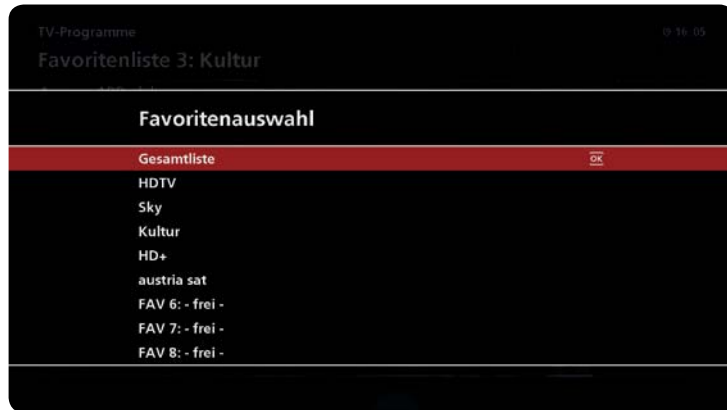 TV-Programme
16:05
Favoritenliste 3: Kultur
Favoritenauswahl
Gesamtliste OK
HDTV
Sky
Kultur
HD+
austria sat
FAV 6: - frei -
FAV 7: - frei -
FAV 8: - frei -